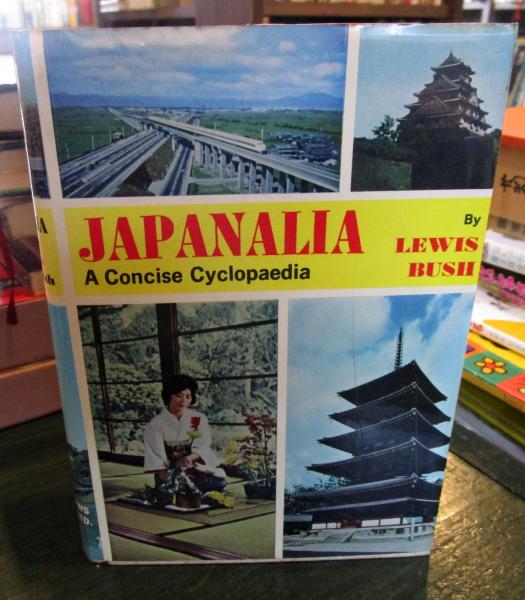 JAPANALIA
A Concise Cyclopaedia
By
LEWIS
BUSH